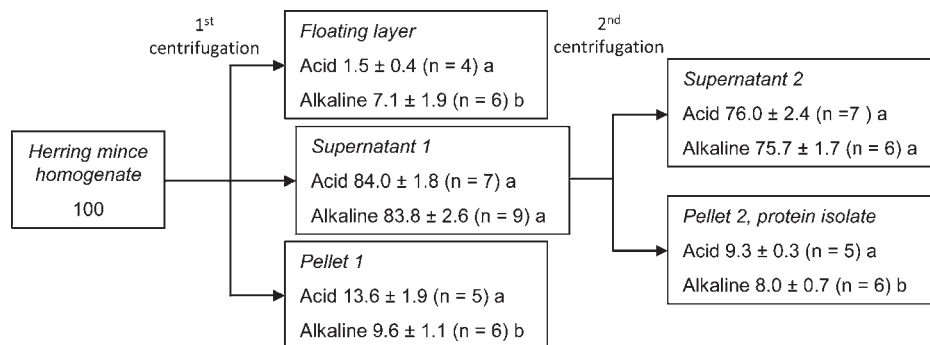 1st
centrifugation
2nd
centrifugation
Herring mince
homogenate
100
Floating layer
Acid 1.5 ± 0.4 (n = 4) a
Alkaline 7.1 ± 1.9 (n = 6) b
Supernatant 1
Acid 84.0 ± 1.8 (n = 7) a
Alkaline 83.8 ± 2.6 (n = 9) a
Pellet 1
Acid 13.6 ± 1.9 (n = 5) a
Alkaline 9.6 ± 1.1 (n = 6) b
Supernatant 2
Acid 76.0 ± 2.4 (n =7 ) a
Alkaline 75.7 ± 1.7 (n = 6) a
Pellet 2, protein isolate
Acid 9.3 ± 0.3 (n = 5) a
Alkaline 8.0 ± 0.7 (n = 6) b